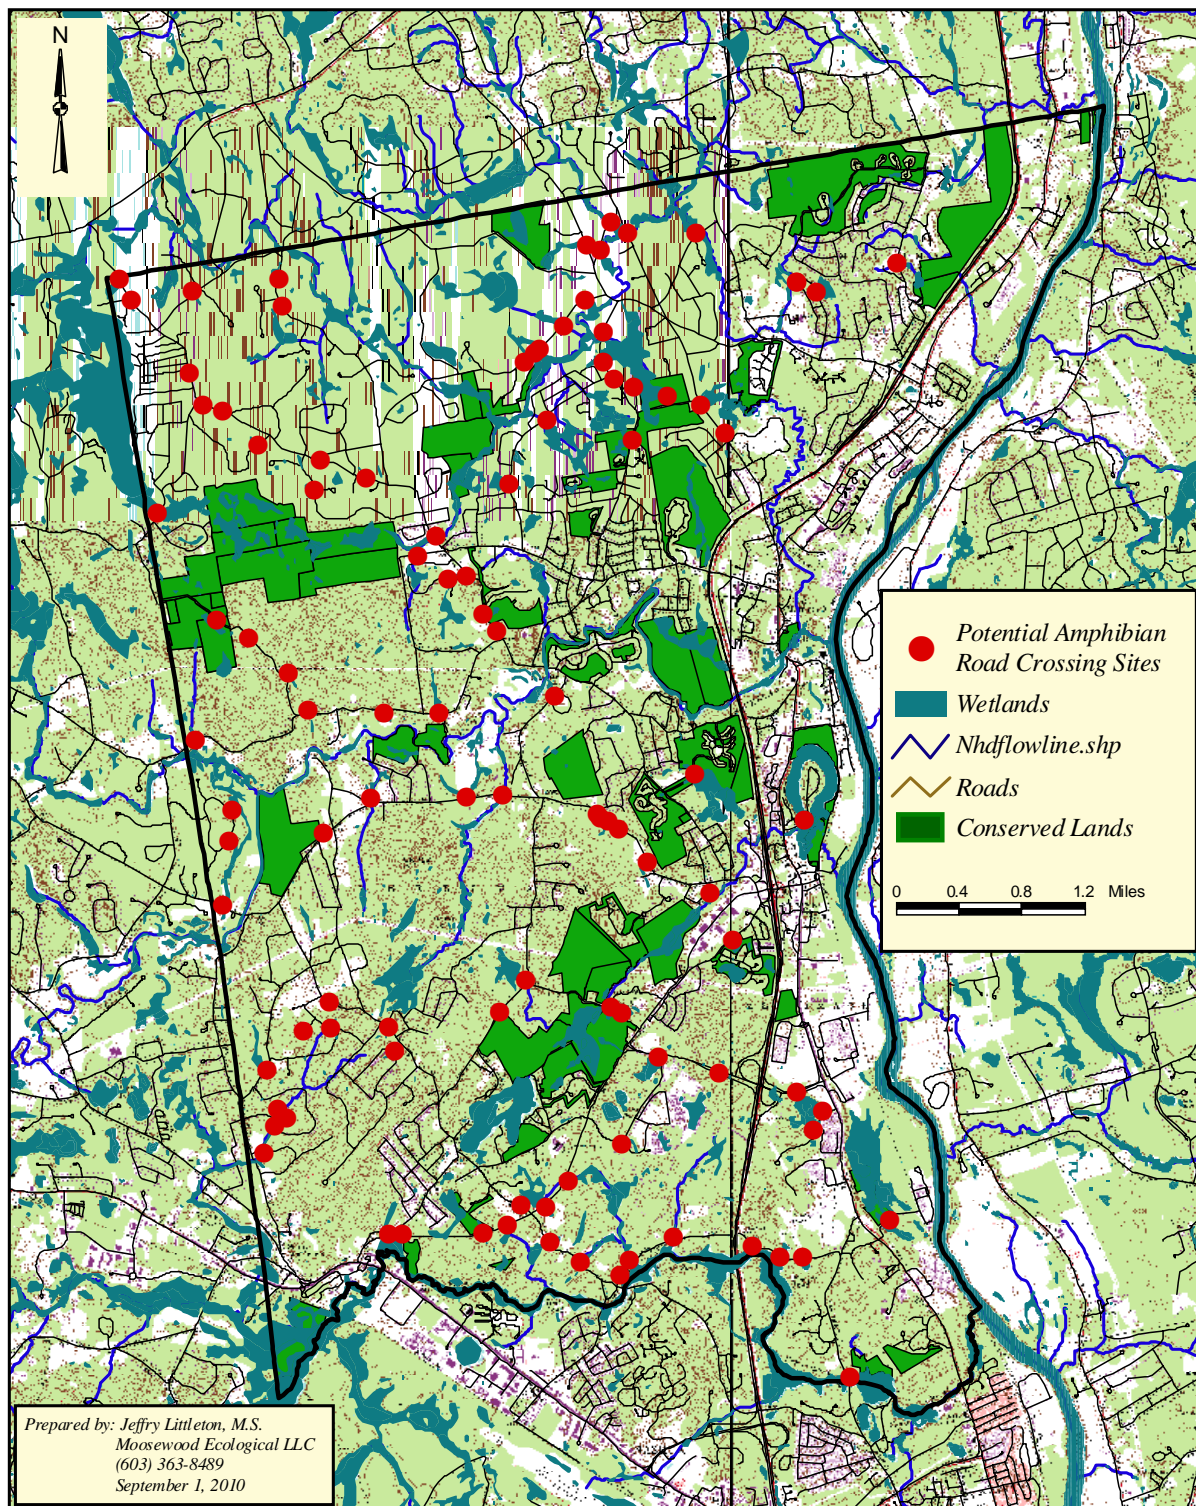 N
Potential Amphibian
Road Crossing Sites
Wetlands
Nhdflowline.shp
Roads
Conserved Lands
0 0.4 0.8 1.2 Miles
Prepared by: Jeffry Littleton, M.S.
Moosewood Ecological LLC
(603) 363-8489
September 1, 2010